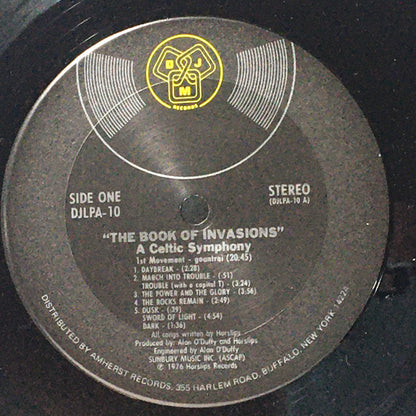 DJM
RECORDS
SIDE ONE
DJLPA-10
STEREO
(DJLPA-10 A)
"THE BOOK OF INVASIONS"
A Celtic Symphony
1st Movement - geantrai (20.45)
1. DAYBREAK - (2:28)
2. MARCH INTO TROUBLE - (:51)
TROUBLE (with a capital T) - (3:24)
3. THE POWER AND THE GLORY - (3:56)
4. THE ROCKS REMAIN - (2:49)
5. DUSK - (:39)
SWORD OF LIGHT - (4:54)
DARK - (1:36)
All songs written by Horslips
Produced by: Alan O'Duffy and Horslips
Engineered by Alan O'Duffy
SUNBURY MUSIC INC. (ASCAP)
℗ 1976 Horslips Records
DISTRIBUTED BY AMHERST RECORDS, 355 HARLEM ROAD, BUFFALO, NEW YORK 14224